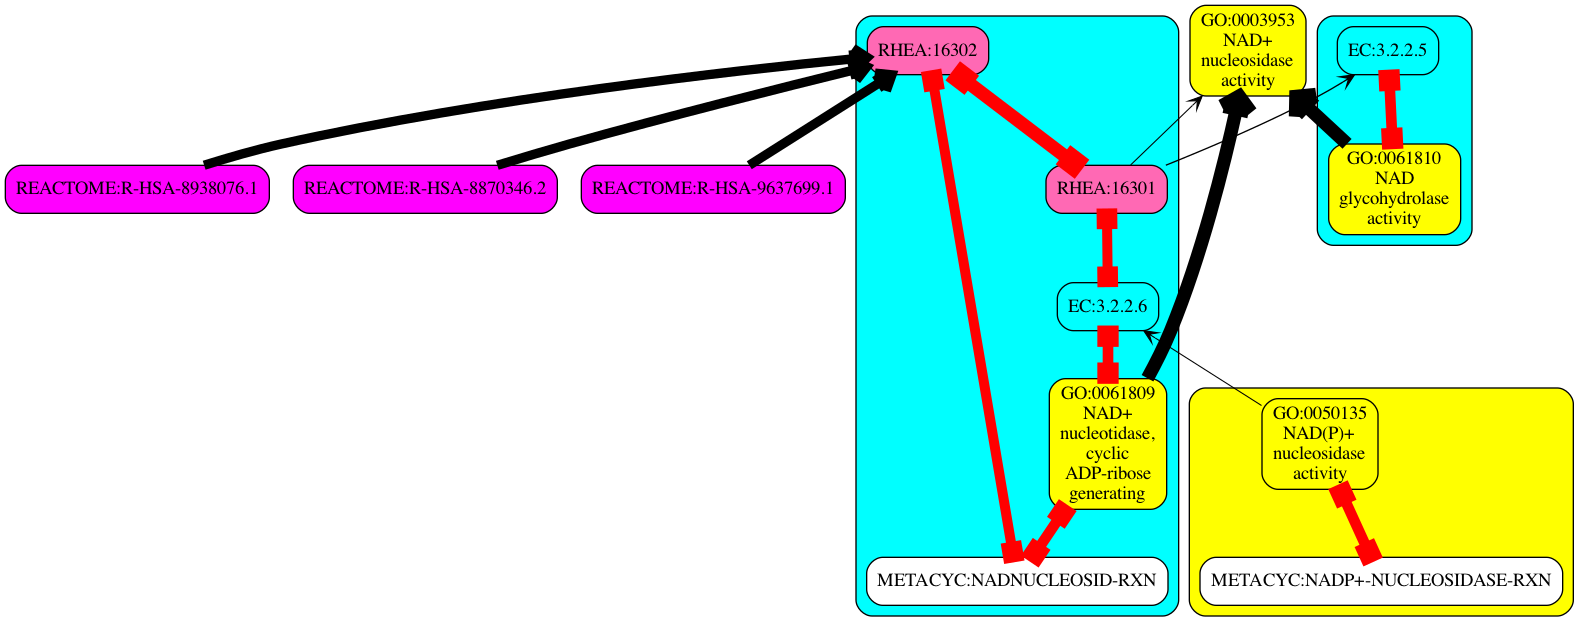 RHEA:16302
GO:0003953
NAD+
nucleosidase
activity
EC:3.2.2.5
REACTOME:R-HSA-8938076.1
REACTOME:R-HSA-8870346.2
REACTOME:R-HSA-9637699.1
RHEA:16301
GO:0061810
NAD
glycohydrolase
activity
EC:3.2.2.6
GO:0061809
NAD+
nucleotidase,
cyclic
ADP-ribose
generating
GO:0050135
NAD(P)+
nucleosidase
activity
METACYC:NADNUCLEOSID-RXN
METACYC:NADP+-NUCLEOSIDASE-RXN